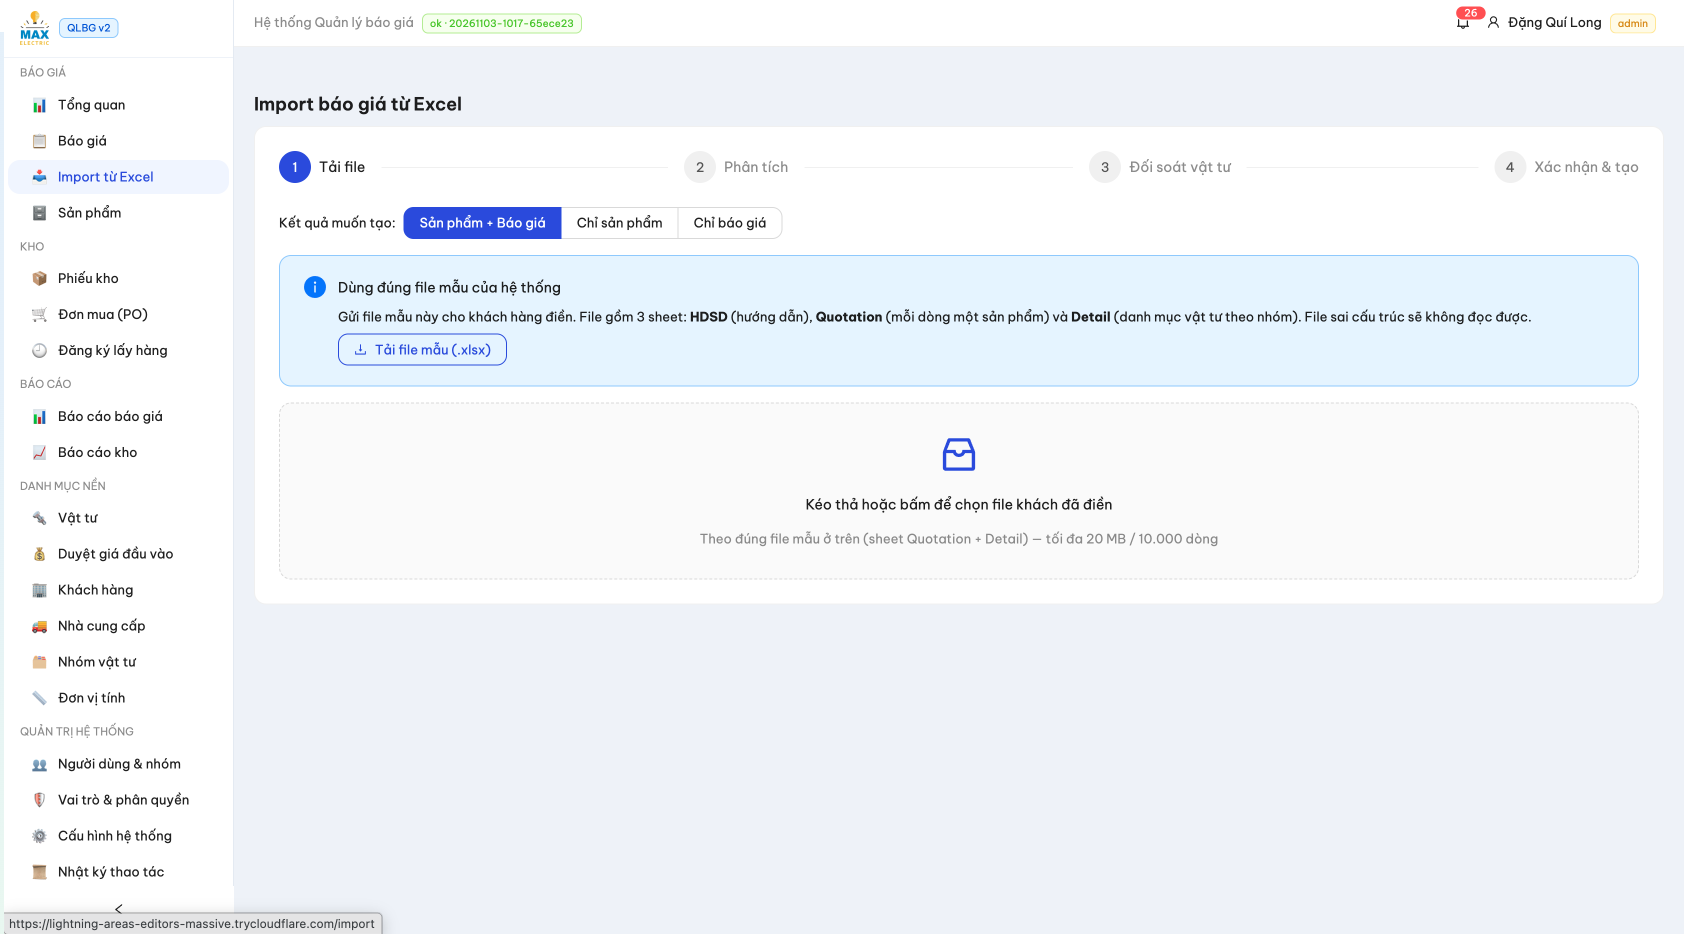 MAX
ELECTRIC
QLBG v2
Hệ thống Quản lý báo giá
ok · 20261103-1017-65ece23
26
Đặng Quí Long
admin
BÁO GIÁ
Tổng quan
Báo giá
Import từ Excel
Sản phẩm
KHO
Phiếu kho
Đơn mua (PO)
Đăng ký lấy hàng
BÁO CÁO
Báo cáo báo giá
Báo cáo kho
DANH MỤC NỀN
Vật tư
Duyệt giá đầu vào
Khách hàng
Nhà cung cấp
Nhóm vật tư
Đơn vị tính
QUẢN TRỊ HỆ THỐNG
Người dùng & nhóm
Vai trò & phân quyền
Cấu hình hệ thống
Nhật ký thao tác
https://lightning-areas-editors-massive.trycloudflare.com/import
Import báo giá từ Excel
1 Tải file
2 Phân tích
3 Đối soát vật tư
4 Xác nhận & tạo
Kết quả muốn tạo: Sản phẩm + Báo giá Chỉ sản phẩm Chỉ báo giá
Dùng đúng file mẫu của hệ thống
Gửi file mẫu này cho khách hàng điền. File gồm 3 sheet: HDSD (hướng dẫn), Quotation (mỗi dòng một sản phẩm) và Detail (danh mục vật tư theo nhóm). File sai cấu trúc sẽ không đọc được.
Tải file mẫu (.xlsx)
Kéo thả hoặc bấm để chọn file khách đã điền
Theo đúng file mẫu ở trên (sheet Quotation + Detail) — tối đa 20 MB / 10.000 dòng